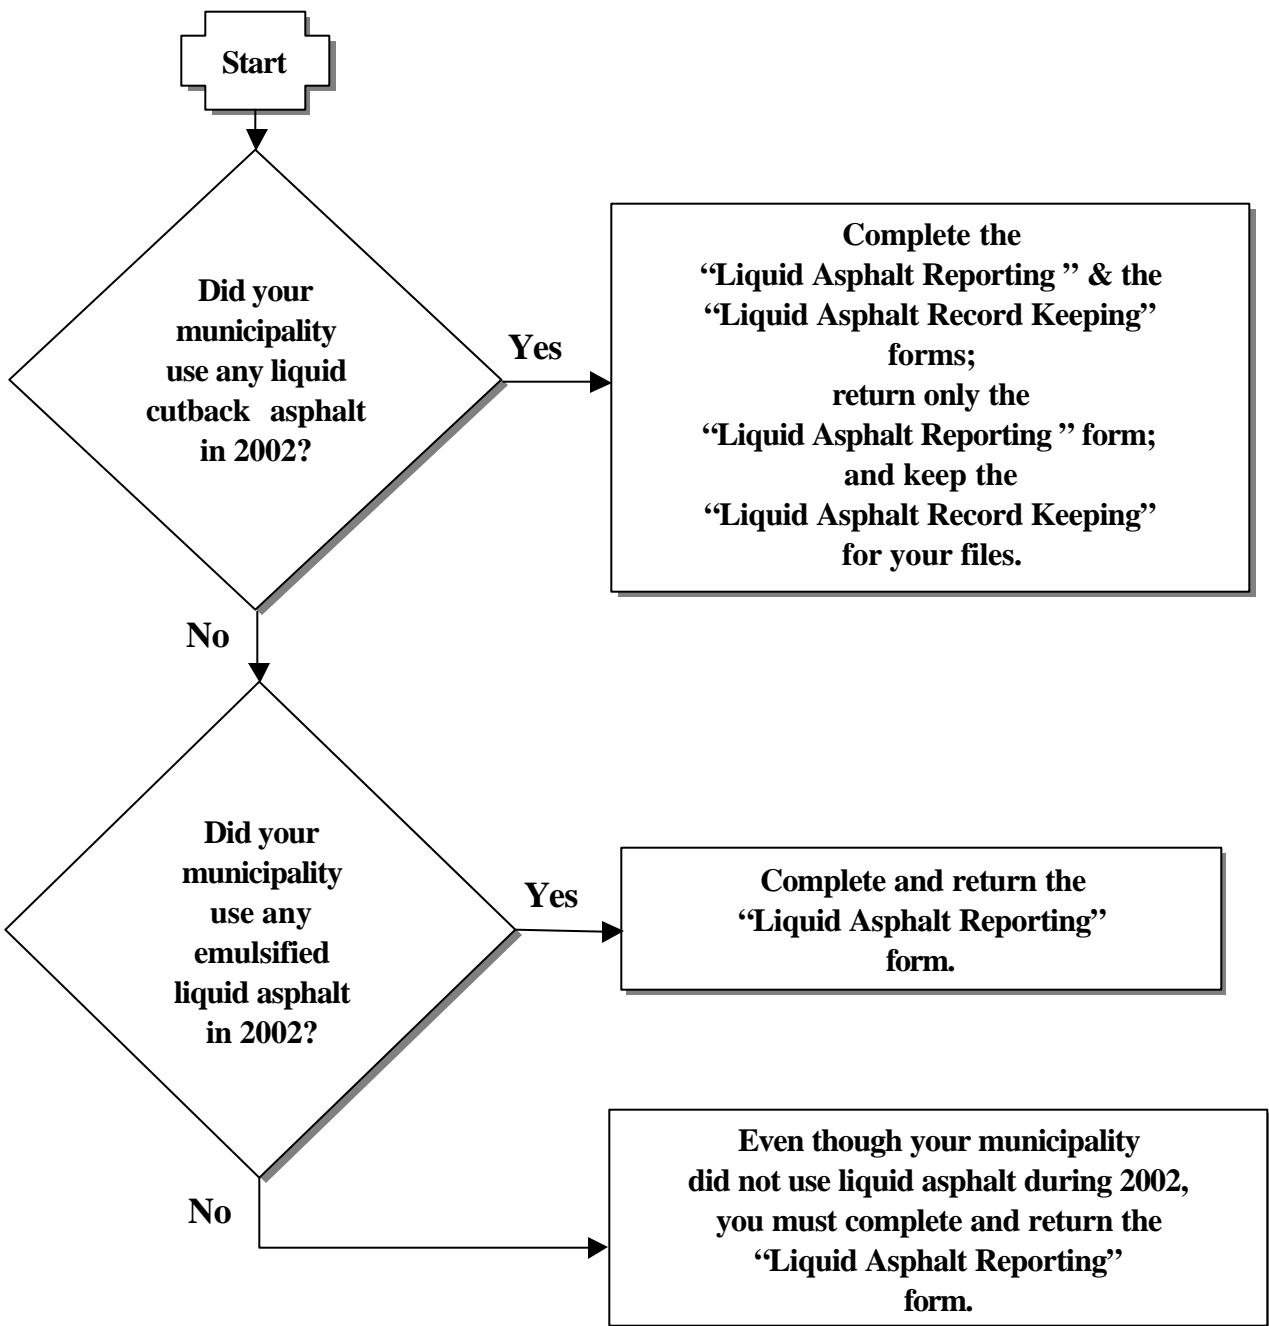 Start
Did your
municipality
use any liquid
cutback asphalt
in 2002?
Yes
Complete the
“Liquid Asphalt Reporting ” & the
“Liquid Asphalt Record Keeping”
forms;
return only the
“Liquid Asphalt Reporting ” form;
and keep the
“Liquid Asphalt Record Keeping”
for your files.
No
Did your
municipality
use any
emulsified
liquid asphalt
in 2002?
Yes
Complete and return the
“Liquid Asphalt Reporting”
form.
No
Even though your municipality
did not use liquid asphalt during 2002,
you must complete and return the
“Liquid Asphalt Reporting”
form.